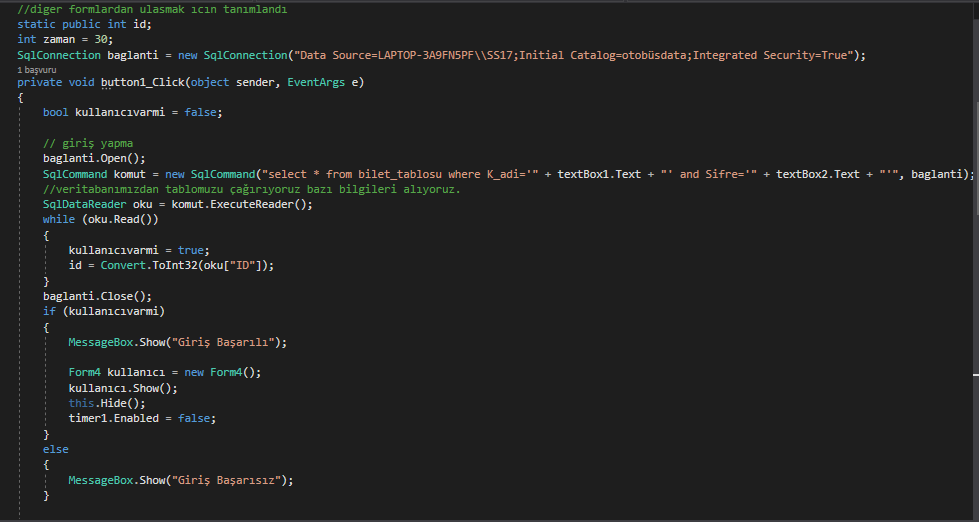 //diger formlardan ulasmak ıcın tanımlandı
static public int id;
int zaman = 30;
SqlConnection baglanti = new SqlConnection("Data Source=LAPTOP-3A9FN5PF\\SS17;Initial Catalog=otobüsdata;Integrated Security=True");
1 başvuru
private void button1_Click(object sender, EventArgs e)
{
bool kullanıcıvarmi = false;
// giriş yapma
baglanti.Open();
SqlCommand komut = new SqlCommand("select * from bilet_tablosu where K_adi='" + textBox1.Text + "' and Sifre='" + textBox2.Text + "'", baglanti);
//veritabanımızdan tablomuzu çağırıyoruz bazı bilgileri alıyoruz.
SqlDataReader oku = komut.ExecuteReader();
while (oku.Read())
{
kullanıcıvarmi = true;
id = Convert.ToInt32(oku["ID"]);
}
baglanti.Close();
if (kullanıcıvarmi)
{
MessageBox.Show("Giriş Başarılı");
Form4 kullanıcı = new Form4();
kullanıcı.Show();
this.Hide();
timer1.Enabled = false;
}
else
{
MessageBox.Show("Giriş Başarısız");
}